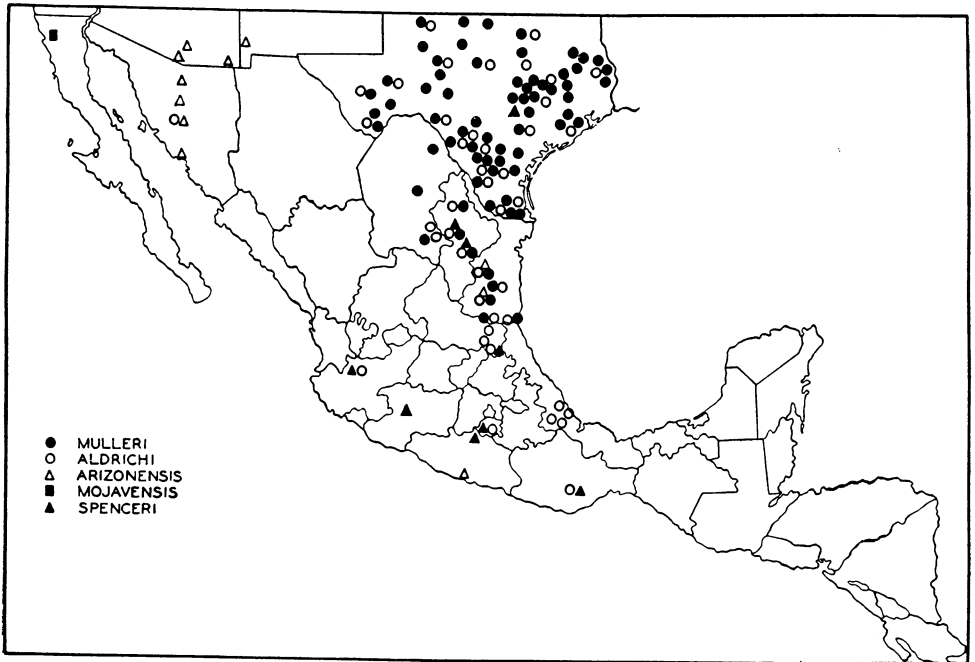 MULLERI
ALDRICHI
ARIZONENSIS
MOJAVENSIS
SPENCERI